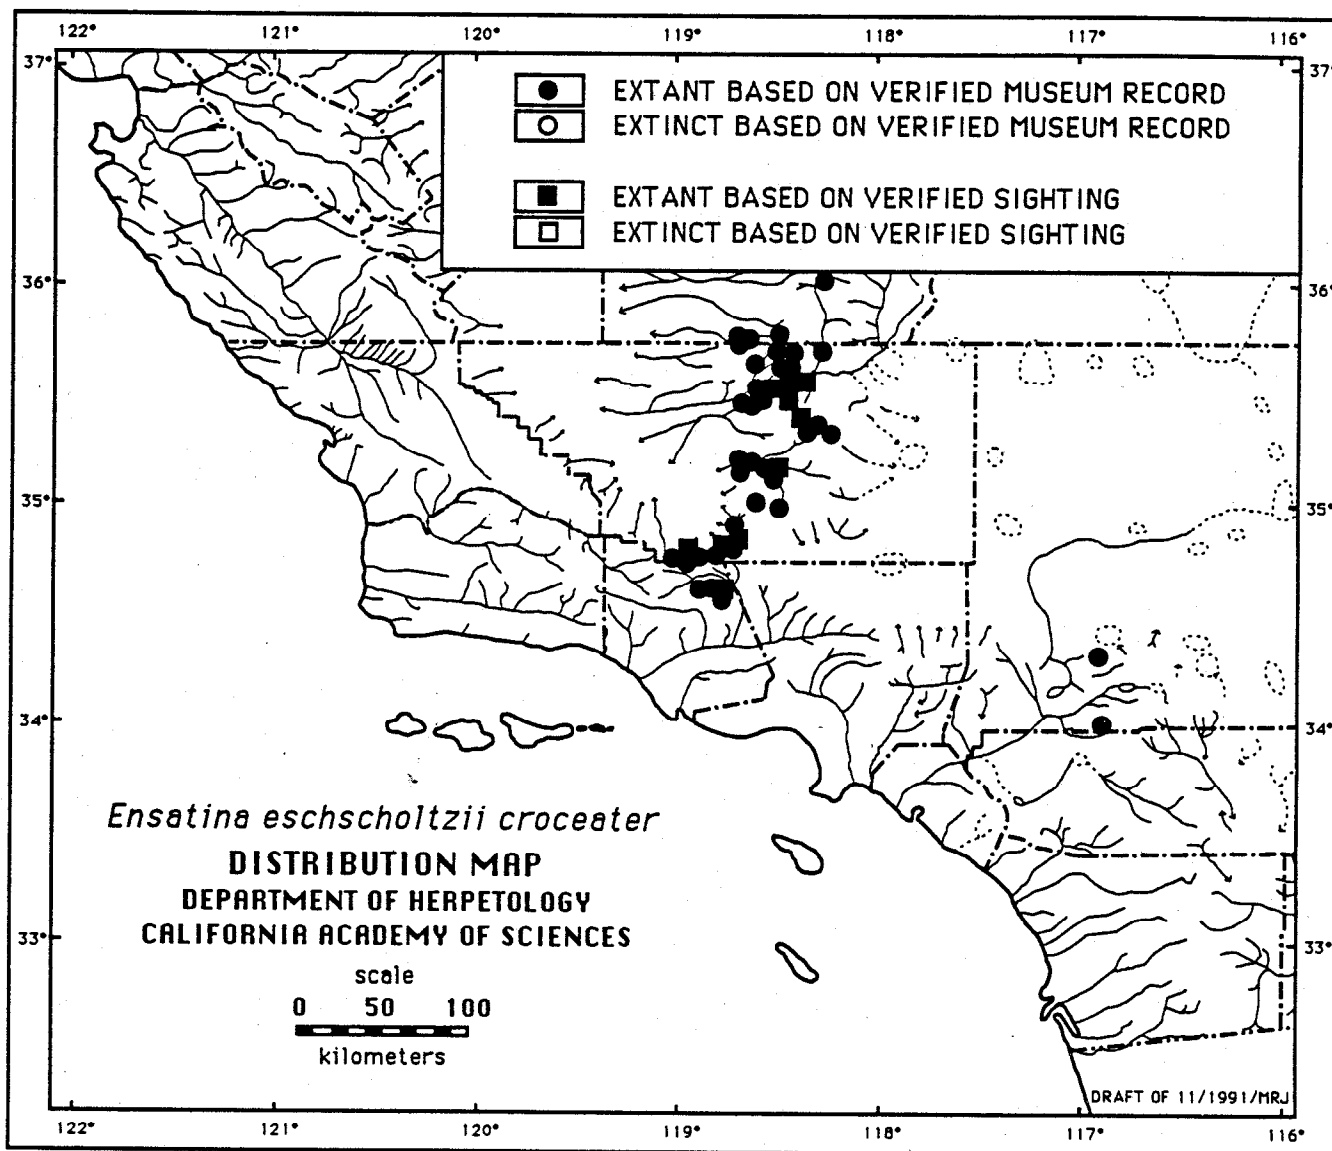 122° 121° 120° 119° 118° 117° 116°
37° 37°
EXTANT BASED ON VERIFIED MUSEUM RECORD
EXTINCT BASED ON VERIFIED MUSEUM RECORD
EXTANT BASED ON VERIFIED SIGHTING
EXTINCT BASED ON VERIFIED SIGHTING
36° 36°
35° 35°
34° 34°
Ensatina eschscholtzii croceater
DISTRIBUTION MAP
DEPARTMENT OF HERPETOLOGY
CALIFORNIA ACADEMY OF SCIENCES
33° 33°
scale
0 50 100
kilometers
DRAFT OF 11/1991/MRJ
122° 121° 120° 119° 118° 117° 116°